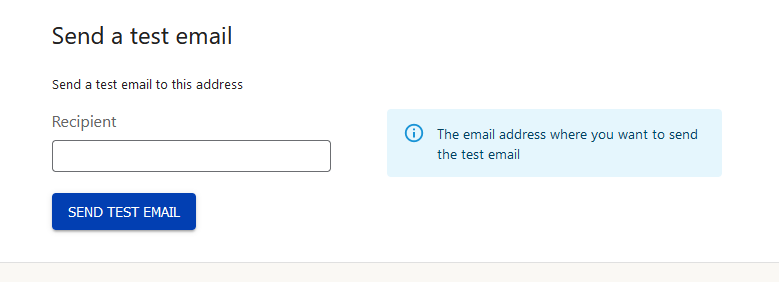 Send a test email
Send a test email to this address
Recipient
The email address where you want to send
the test email
SEND TEST EMAIL